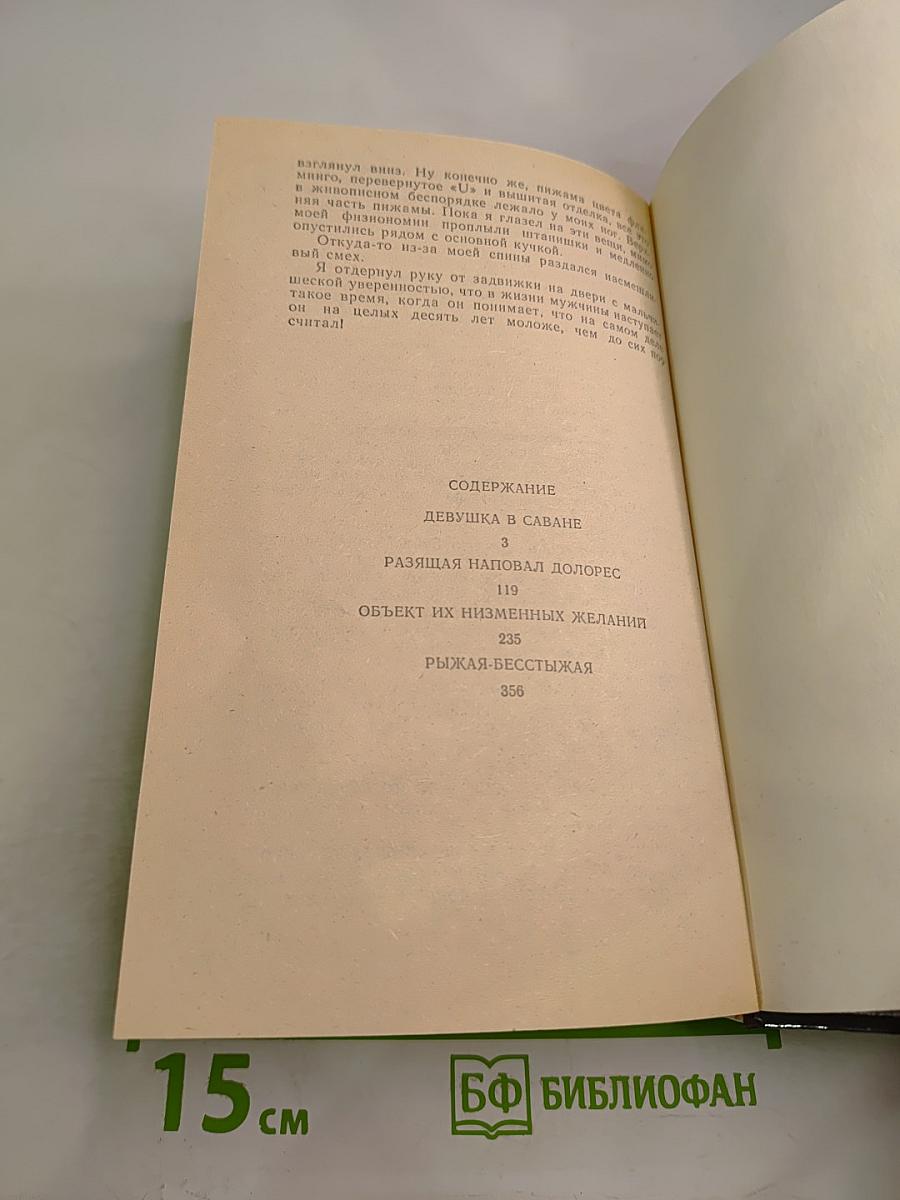 взглянул вниз. Ну конечно же, пижама цвета фла-
минго, перевернутое «U» и вышитая отделка, все это
в живописном беспорядке лежало у моих ног. Верх-
няя часть пижамы. Пока я глазел на эти вещи, мимо
моей физиономии проплыли штанишки и медленно
опустились рядом с основной кучкой.
Откуда-то из-за моей спины раздался насмешли-
вый смех.
Я отдернул руку от задвижки на двери с мальчи-
шеской уверенностью, что в жизни мужчины наступает
такое время, когда он понимает, что на самом деле
он на целых десять лет моложе, чем до сих пор
считал!
СОДЕРЖАНИЕ
ДЕВУШКА В САВАНЕ
3
РАЗЯЩАЯ НАПОВАЛ ДОЛОРЕС
119
ОБЪЕКТ ИХ НИЗМЕННЫХ ЖЕЛАНИЙ
235
РЫЖАЯ-БЕССТЫЖАЯ
356
15 см
БФ БИБЛИОФАН